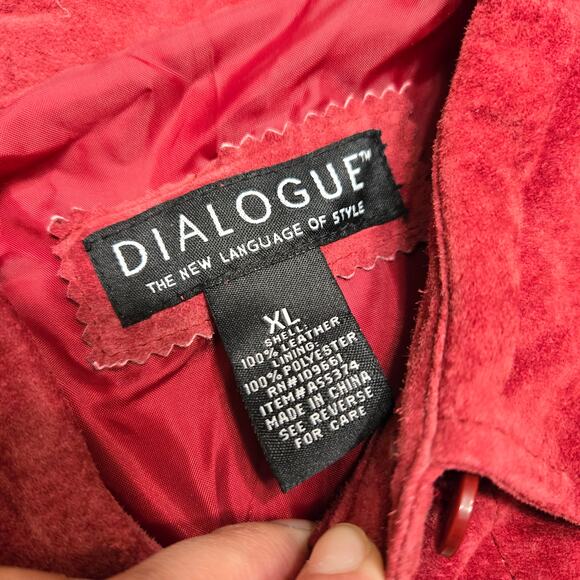 DIALOGUE™
THE NEW LANGUAGE OF STYLE
XL
SHELL:
100% LEATHER
LINING:
100% POLYESTER
RN#109661
ITEM#A55374
MADE IN CHINA
SEE REVERSE
FOR CARE